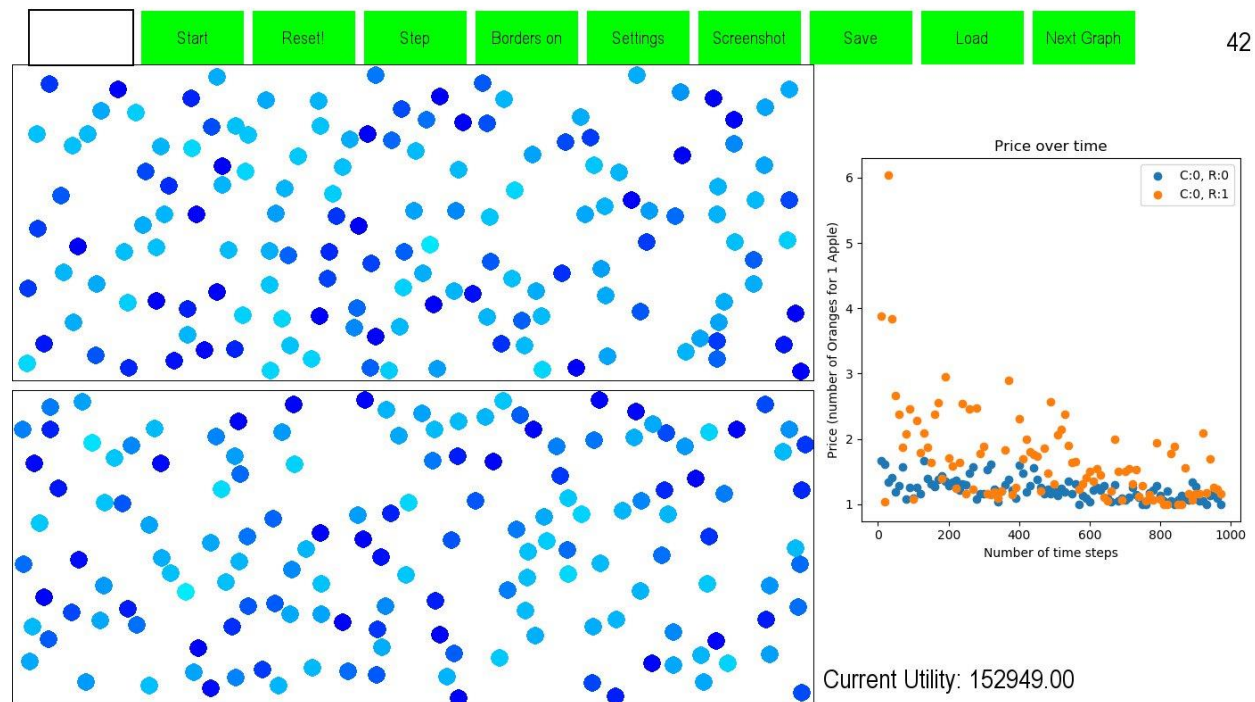 Start
Reset!
Step
Borders on
Settings
Screenshot
Save
Load
Next Graph
42
Price over time
C:0, R:0
C:0, R:1
Price (number of Oranges for 1 Apple)
6
5
4
3
2
1
0
200
400
600
800
1000
Number of time steps
Current Utility: 152949.00